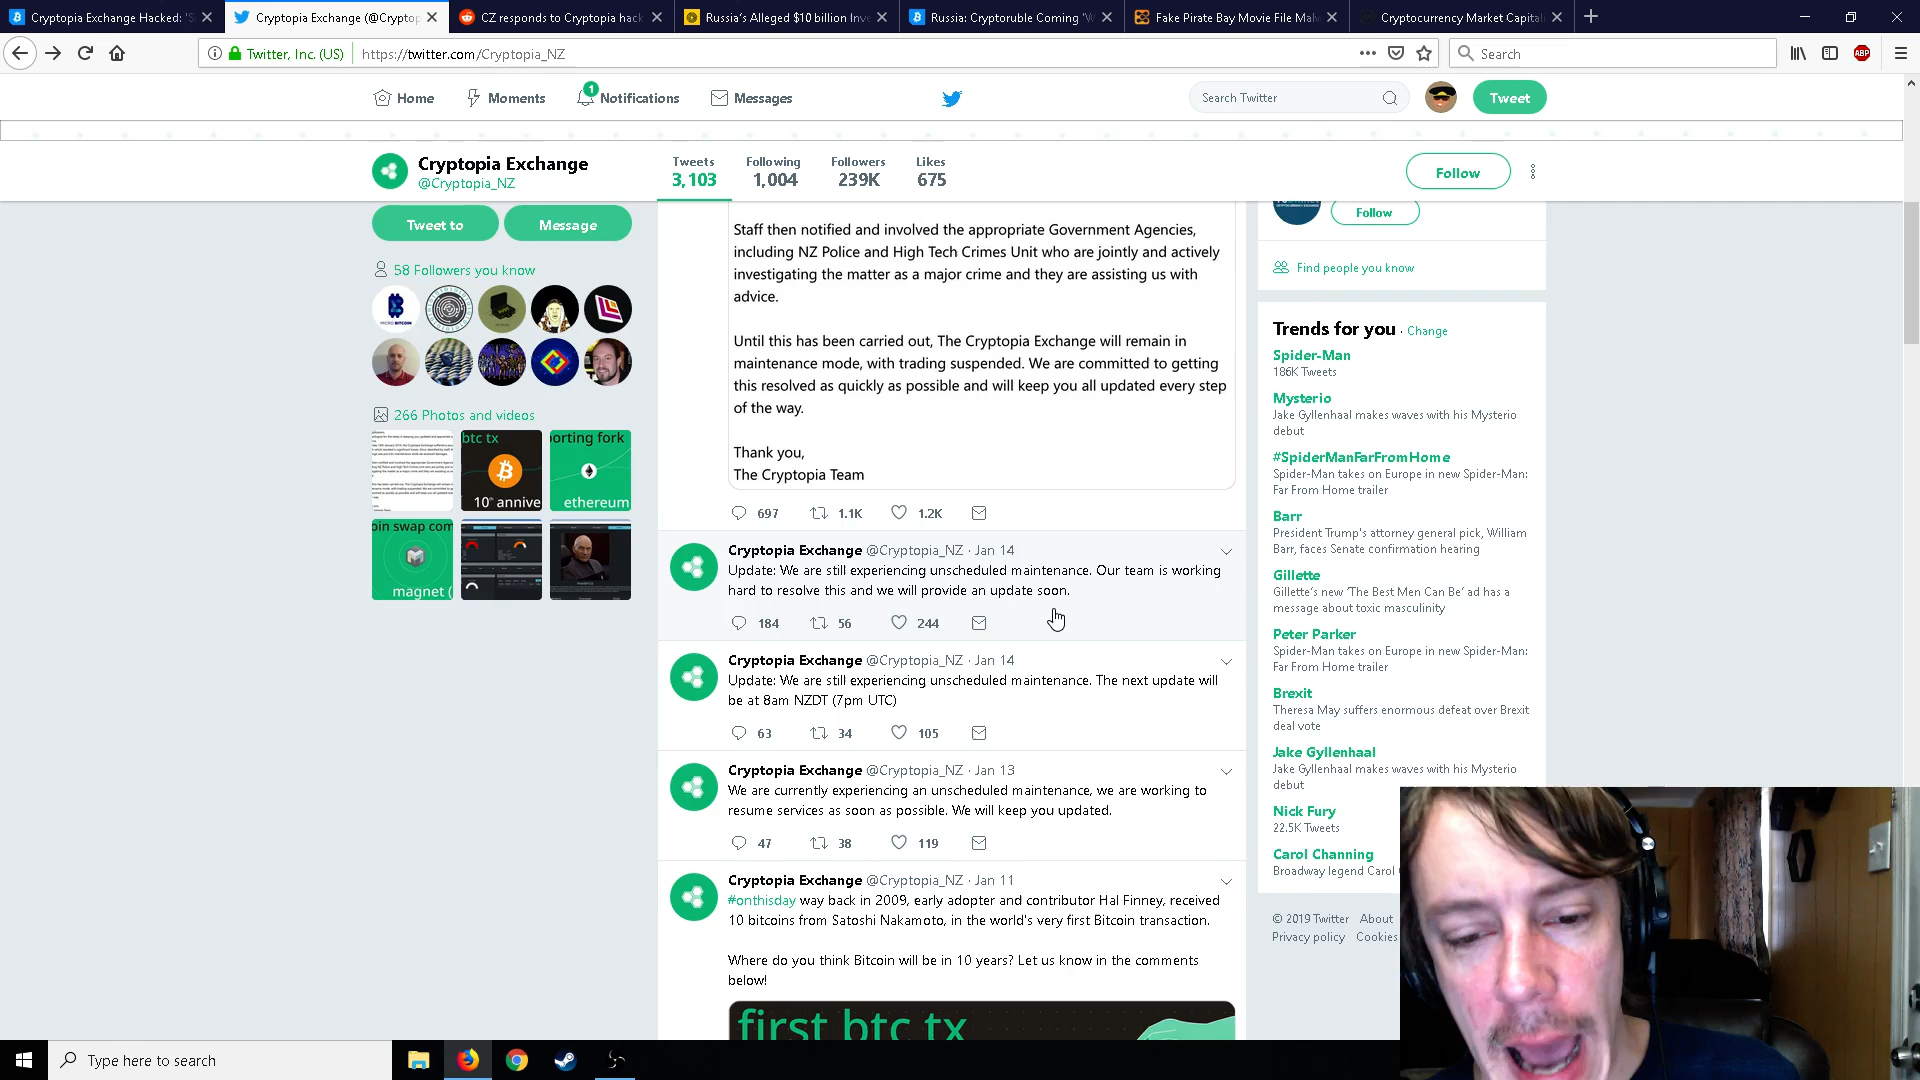 Cryptopia Exchange Hacked: 'S
Cryptopia Exchange (@Cryptop
CZ responds to Cryptopia hack
Russia's Alleged $10 billion Inve
Russia: Cryptoruble Coming 'W
Fake Pirate Bay Movie File Mal
Cryptocurrency Market Capitali
Twitter, Inc. (US)
https://twitter.com/Cryptopia_NZ
Search
ABP
Home
Moments
1
Notifications
Messages
Search Twitter
Tweet
Cryptopia Exchange
@Cryptopia_NZ
Tweets
3,103
Following
1,004
Followers
239K
Likes
675
Follow
Tweet to
Message
58 Followers you know
MICRO BITCOIN
266 Photos and videos
btc tx
10th annive
orting fork
ethereum
oin swap com
magnet (
Staff then notified and involved the appropriate Government Agencies,
including NZ Police and High Tech Crimes Unit who are jointly and actively
investigating the matter as a major crime and they are assisting us with
advice.
Until this has been carried out, The Cryptopia Exchange will remain in
maintenance mode, with trading suspended. We are committed to getting
this resolved as quickly as possible and will keep you all updated every step
of the way.
Thank you,
The Cryptopia Team
697
1.1K
1.2K
Cryptopia Exchange @Cryptopia_NZ · Jan 14
Update: We are still experiencing unscheduled maintenance. Our team is working
hard to resolve this and we will provide an update soon.
184
56
244
Cryptopia Exchange @Cryptopia_NZ · Jan 14
Update: We are still experiencing unscheduled maintenance. The next update will
be at 8am NZDT (7pm UTC)
63
34
105
Cryptopia Exchange @Cryptopia_NZ · Jan 13
We are currently experiencing an unscheduled maintenance, we are working to
resume services as soon as possible. We will keep you updated.
47
38
119
Cryptopia Exchange @Cryptopia_NZ · Jan 11
#onthisday way back in 2009, early adopter and contributor Hal Finney, received
10 bitcoins from Satoshi Nakamoto, in the world's very first Bitcoin transaction.
Where do you think Bitcoin will be in 10 years? Let us know in the comments
below!
first btc tx
Follow
Find people you know
Trends for you · Change
Spider-Man
186K Tweets
Mysterio
Jake Gyllenhaal makes waves with his Mysterio
debut
#SpiderManFarFromHome
Spider-Man takes on Europe in new Spider-Man:
Far From Home trailer
Barr
President Trump's attorney general pick, William
Barr, faces Senate confirmation hearing
Gillette
Gillette's new 'The Best Men Can Be' ad has a
message about toxic masculinity
Peter Parker
Spider-Man takes on Europe in new Spider-Man:
Far From Home trailer
Brexit
Theresa May suffers enormous defeat over Brexit
deal vote
Jake Gyllenhaal
Jake Gyllenhaal makes waves with his Mysterio
debut
Nick Fury
22.5K Tweets
Carol Channing
Broadway legend Carol
© 2019 Twitter About
Privacy policy Cookies
Type here to search